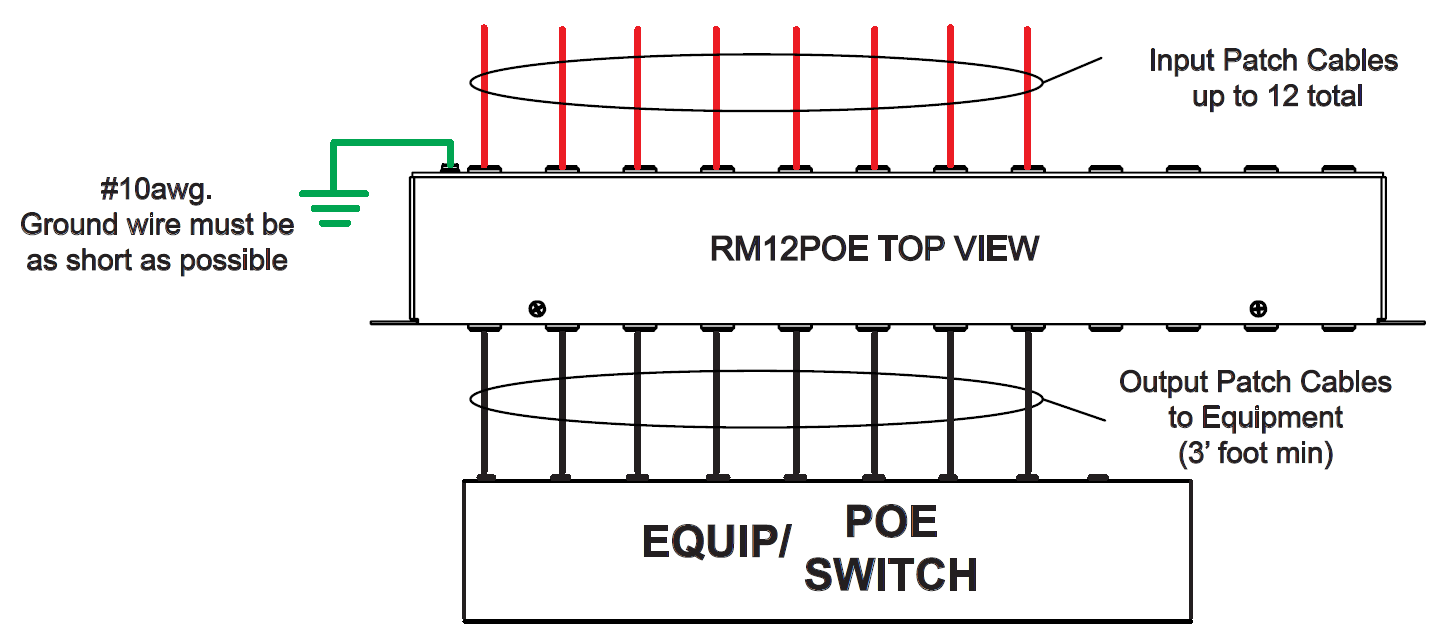 Input Patch Cables
up to 12 total
#10awg.
Ground wire must be
as short as possible
RM12POE TOP VIEW
Output Patch Cables
to Equipment
(3’ foot min)
EQUIP/
POE
SWITCH